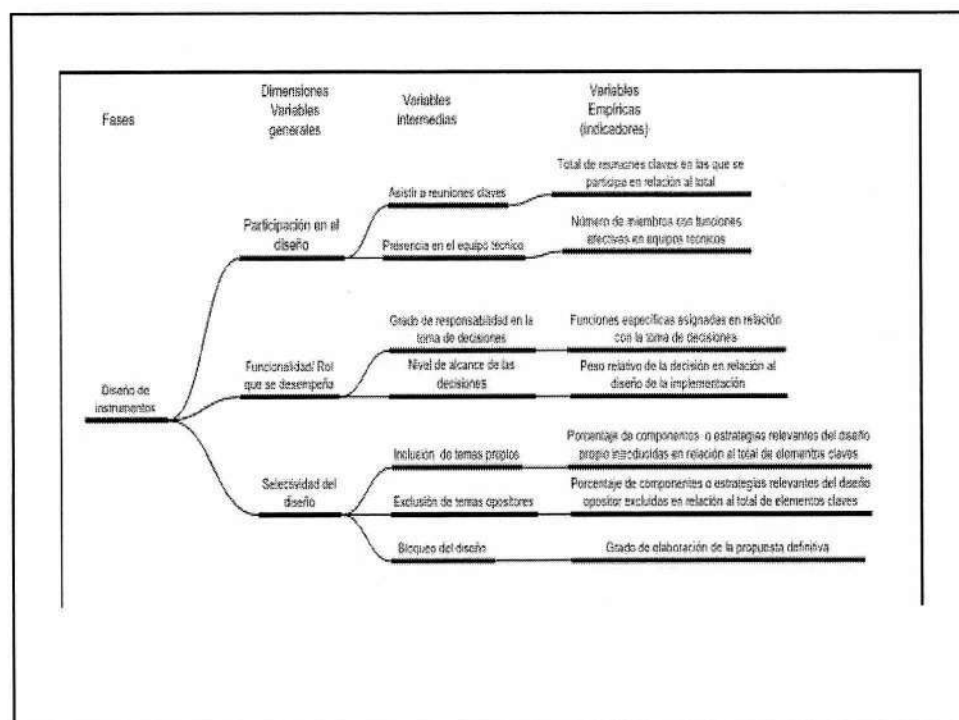 Fases
Dimensiones
Variables
generales
Variables
Intermedias
Variables
Empíricas
(indicadores)
Diseño de
instrumentos
Participación en el
diseño
Asistir a reuniones claves
Total de reuniones claves en las que se
participa en relación al total
Presencia en el equipo técnico
Número de miembros con funciones
efectivas en equipos técnicos
Funcionalidad/ Rol
que se desempeña
Grado de responsabilidad en la
toma de decisiones
Funciones específicas asignadas en relación
con la toma de decisiones
Nivel de alcance de las
decisiones
Peso relativo de la decisión en relación al
diseño de la implementación
Selectividad del
diseño
Inclusión de temas propios
Porcentaje de componentes o estrategias relevantes del diseño
propio introducidas en relación al total de elementos claves
Exclusión de temas opositores
Porcentaje de componentes o estrategias relevantes del diseño
opositor excluidas en relación al total de elementos claves
Bloqueo del diseño
Grado de elaboración de la propuesta definitiva